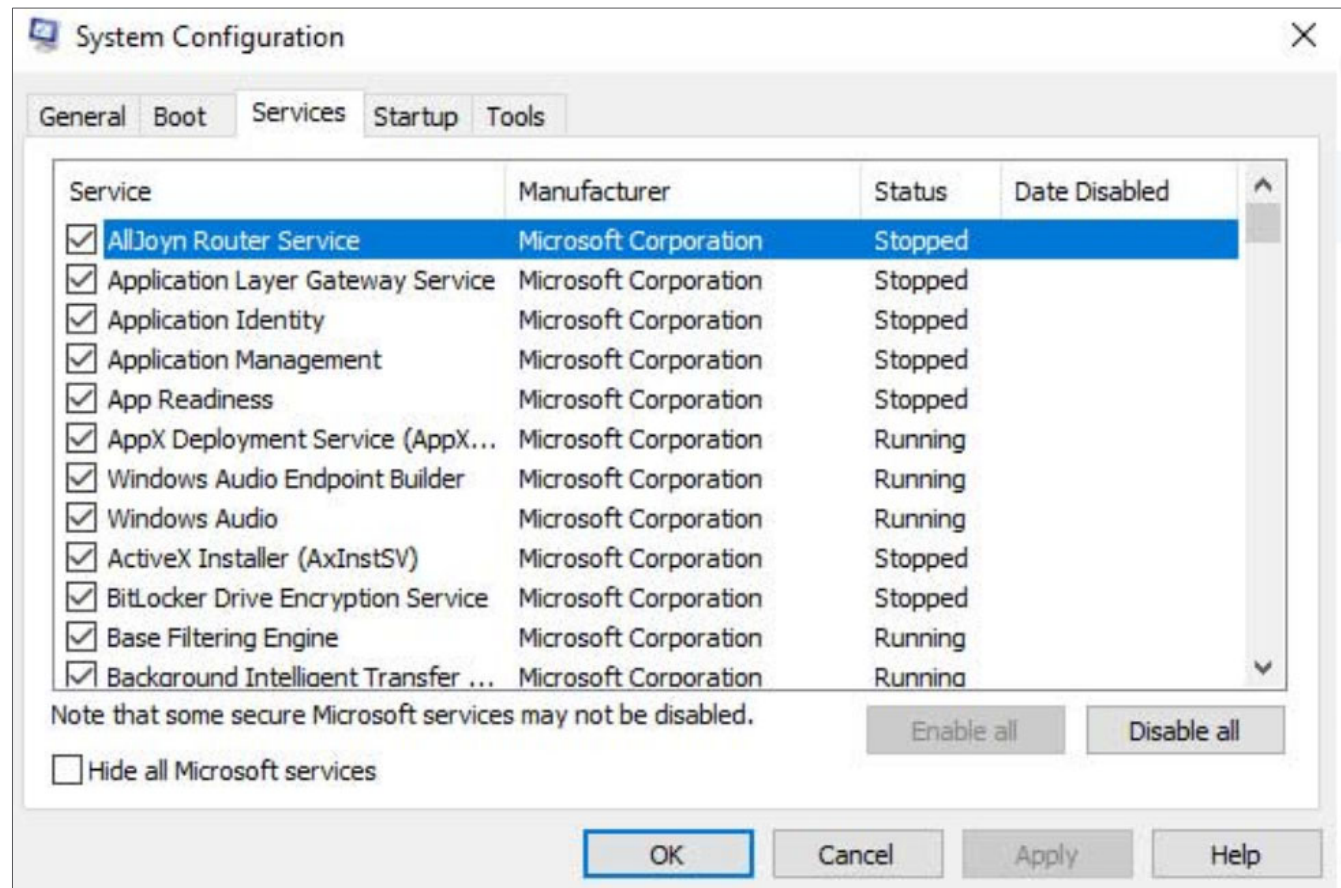 System Configuration
General Boot Services Startup Tools
Service Manufacturer Status Date Disabled
AllJoyn Router Service Microsoft Corporation Stopped
Application Layer Gateway Service Microsoft Corporation Stopped
Application Identity Microsoft Corporation Stopped
Application Management Microsoft Corporation Stopped
App Readiness Microsoft Corporation Stopped
AppX Deployment Service (AppX... Microsoft Corporation Running
Windows Audio Endpoint Builder Microsoft Corporation Running
Windows Audio Microsoft Corporation Running
ActiveX Installer (AxInstSV) Microsoft Corporation Stopped
BitLocker Drive Encryption Service Microsoft Corporation Stopped
Base Filtering Engine Microsoft Corporation Running
Background Intelligent Transfer ... Microsoft Corporation Running
Note that some secure Microsoft services may not be disabled.
Enable all Disable all
Hide all Microsoft services
OK Cancel Apply Help